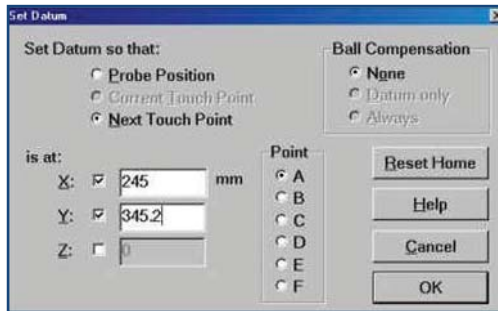 Set Datum
Set Datum so that:
Probe Position
Current Touch Point
Next Touch Point
Ball Compensation
None
Datum only
Always
is at:
X: 245 mm
Y: 345.2
Z: 0
Point
A
B
C
D
E
F
Reset Home
Help
Cancel
OK